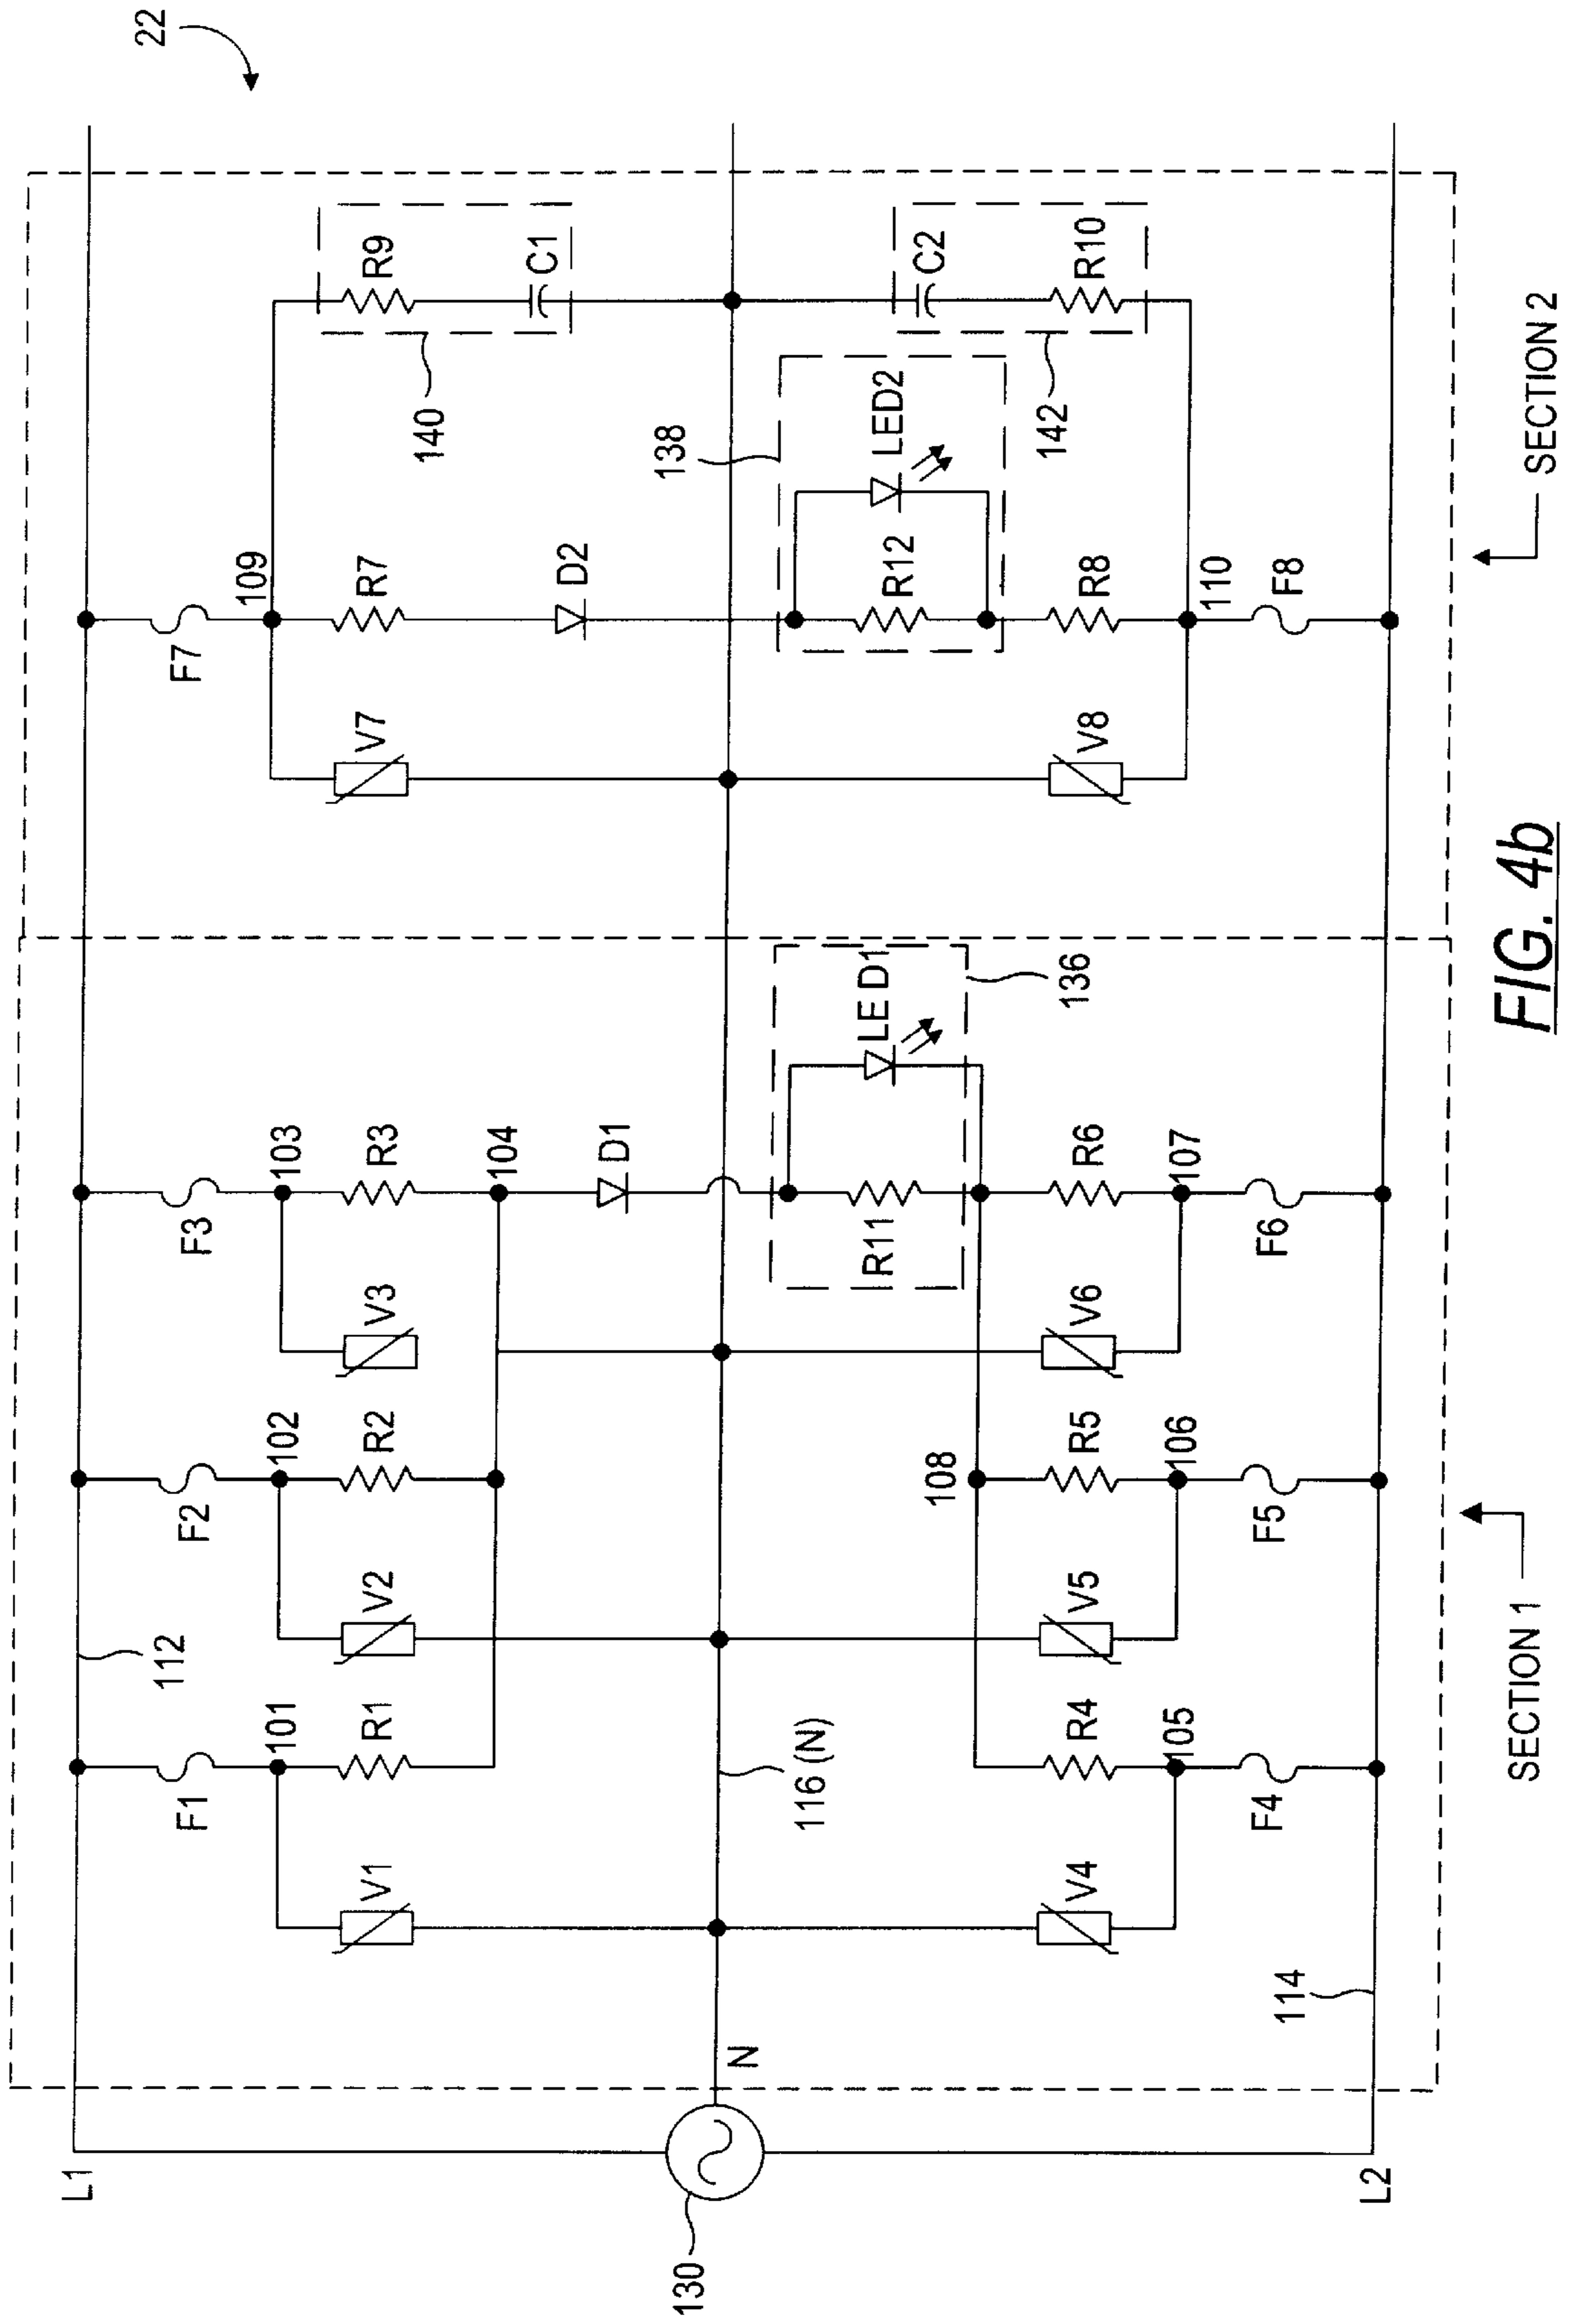 22
L1
L2
N
130
112
114
116 (N)
F1
101
R1
V1
F2
102
R2
V2
F3
103
R3
V3
104
D1
LE D1
R11
136
108
R4
105
V4
F4
R5
106
V5
F5
R6
107
V6
F6
F7
109
R7
V7
D2
R9
C1
140
138
LED2
R12
R8
110
V8
F8
C2
R10
142
SECTION 1
SECTION 2
FIG. 4b